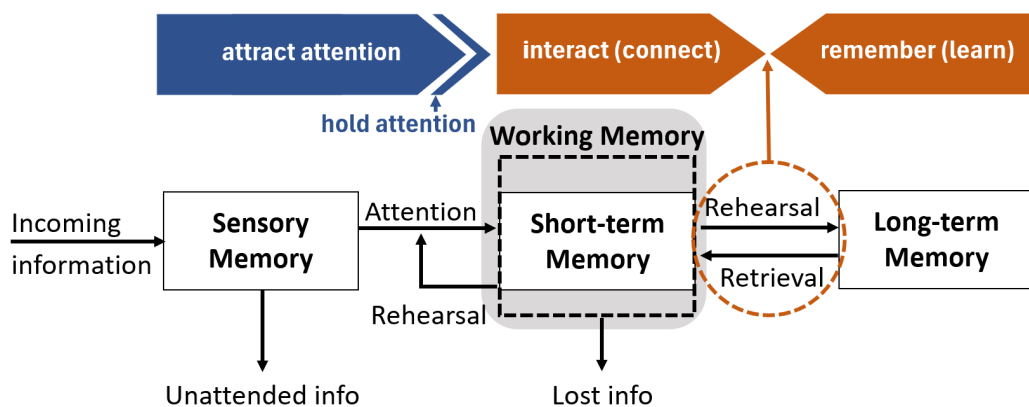 attract attention
interact (connect)
remember (learn)
hold attention
Working Memory
Incoming
information
Sensory
Memory
Attention
Rehearsal
Short-term
Memory
Rehearsal
Retrieval
Long-term
Memory
Unattended info
Lost info